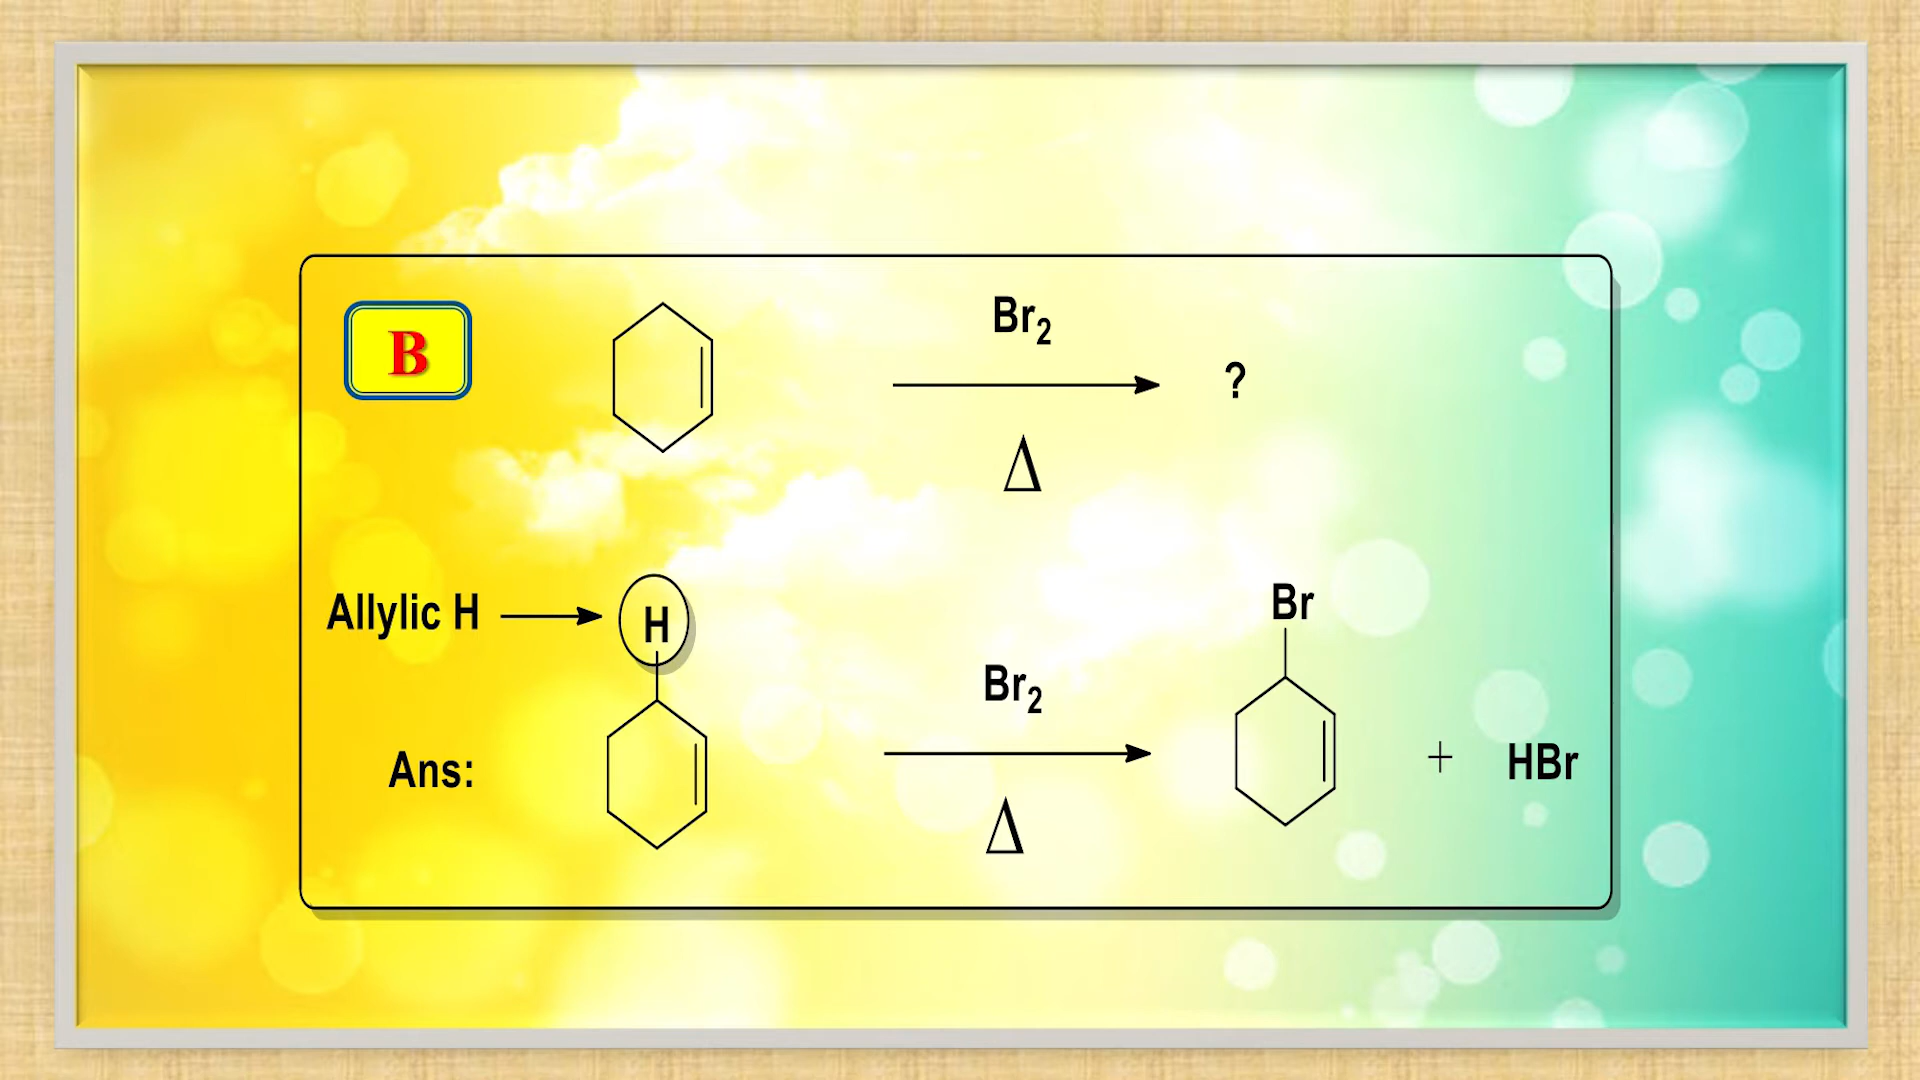 B
Br₂
?
Δ
Allylic H
H
Br
Br₂
Ans:
+ HBr
Δ